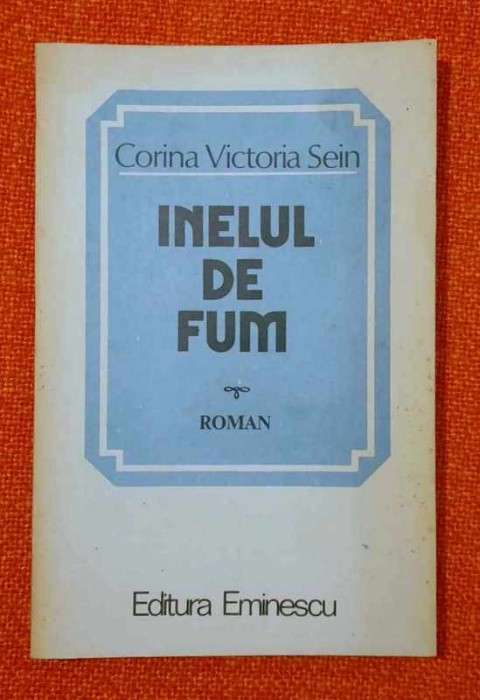 Corina Victoria Sein
INELUL
DE
FUM
ROMAN
Editura Eminescu